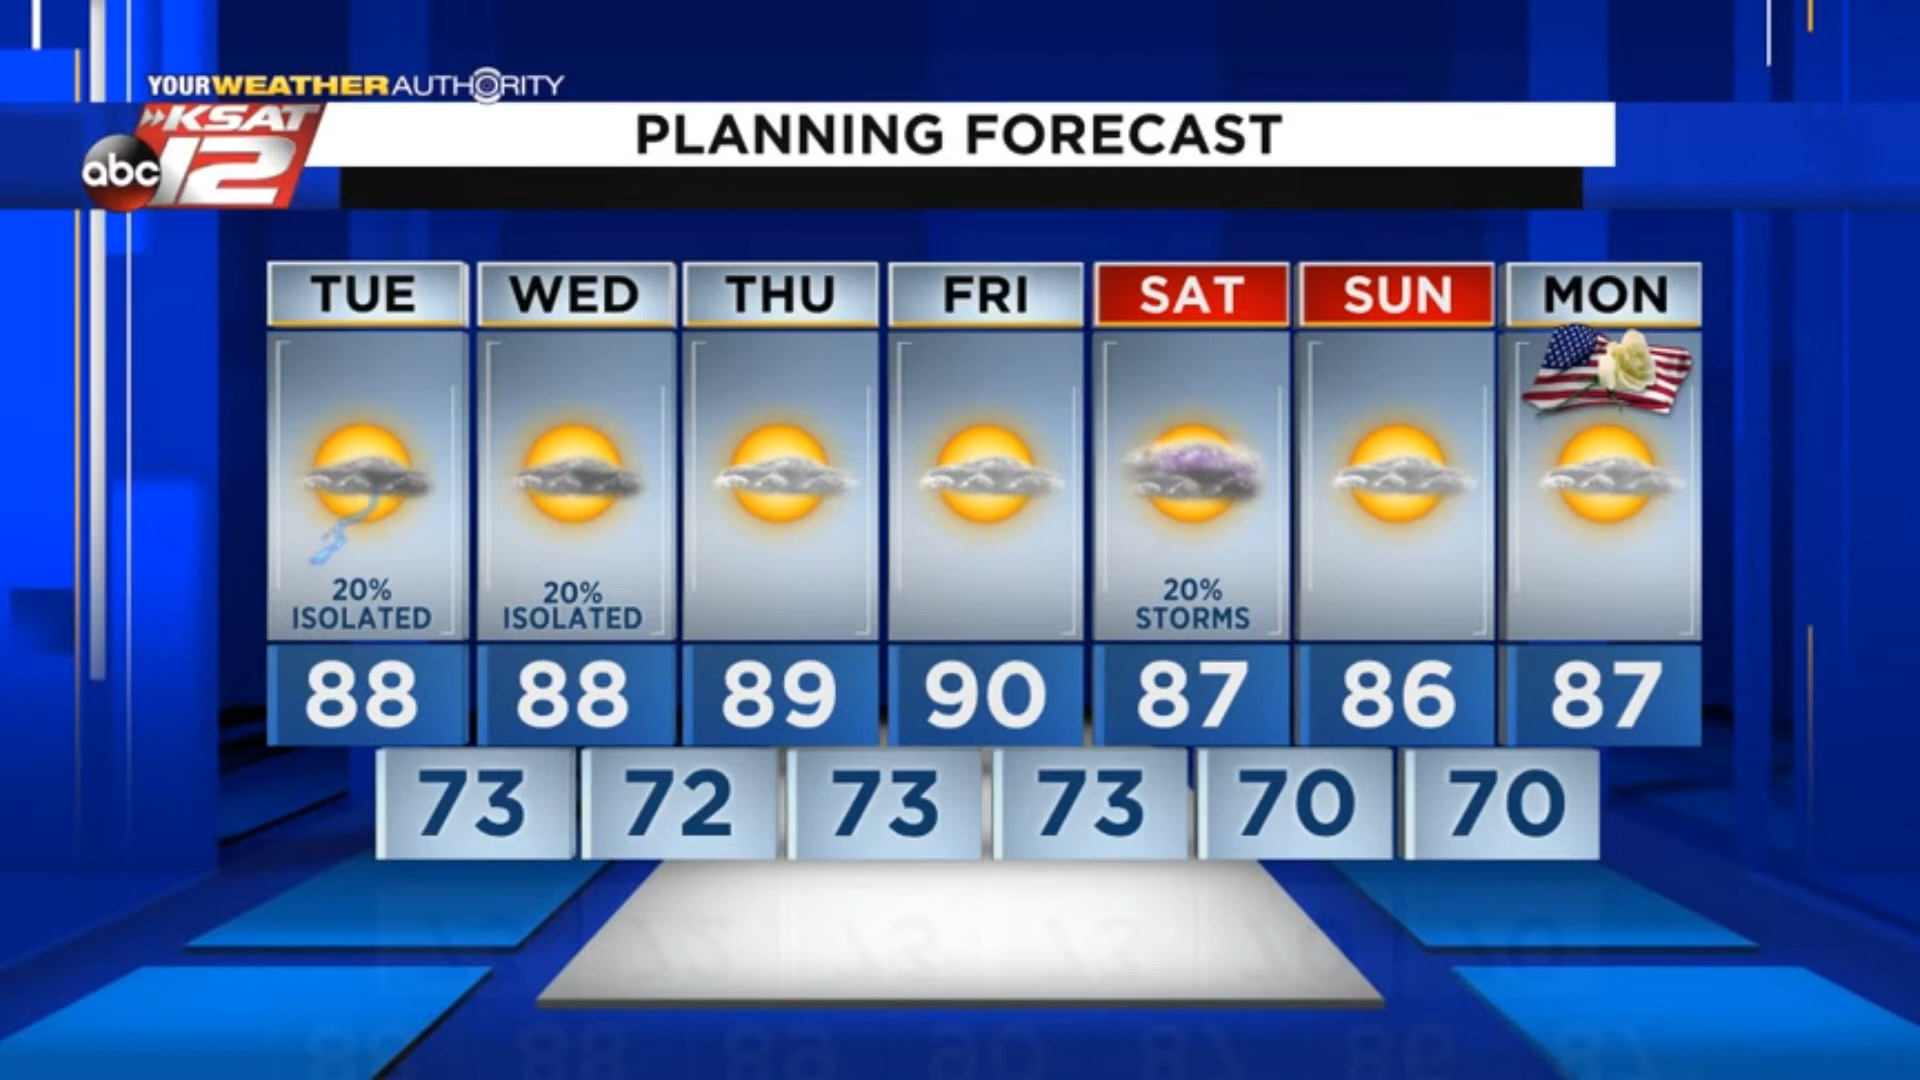 YOURWEATHERAUTHORITY
KSAT
abc 12
PLANNING FORECAST
TUE WED THU FRI SAT SUN MON
20% 20% 20%
ISOLATED ISOLATED STORMS
88 88 89 90 87 86 87
73 72 73 73 70 70